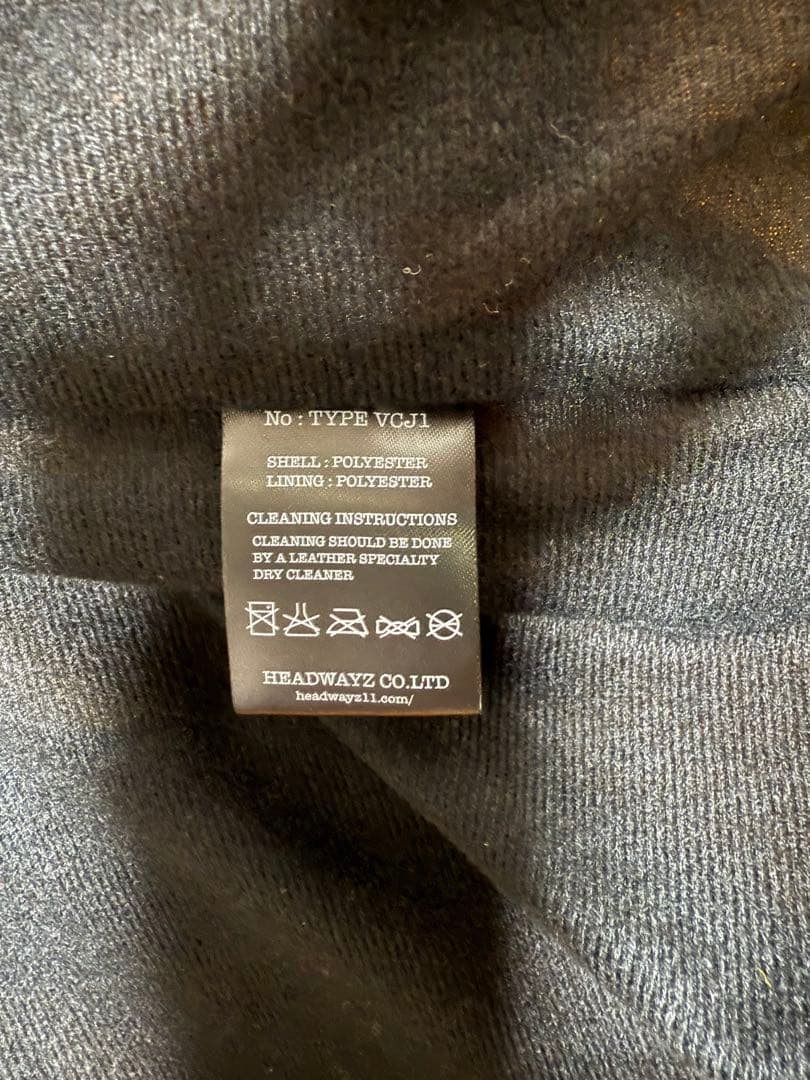 No : TYPE VCJ1
SHELL : POLYESTER
LINING : POLYESTER
CLEANING INSTRUCTIONS
CLEANING SHOULD BE DONE
BY A LEATHER SPECIALTY
DRY CLEANER
HEADWAYZ CO.LTD
headwayz11.com/